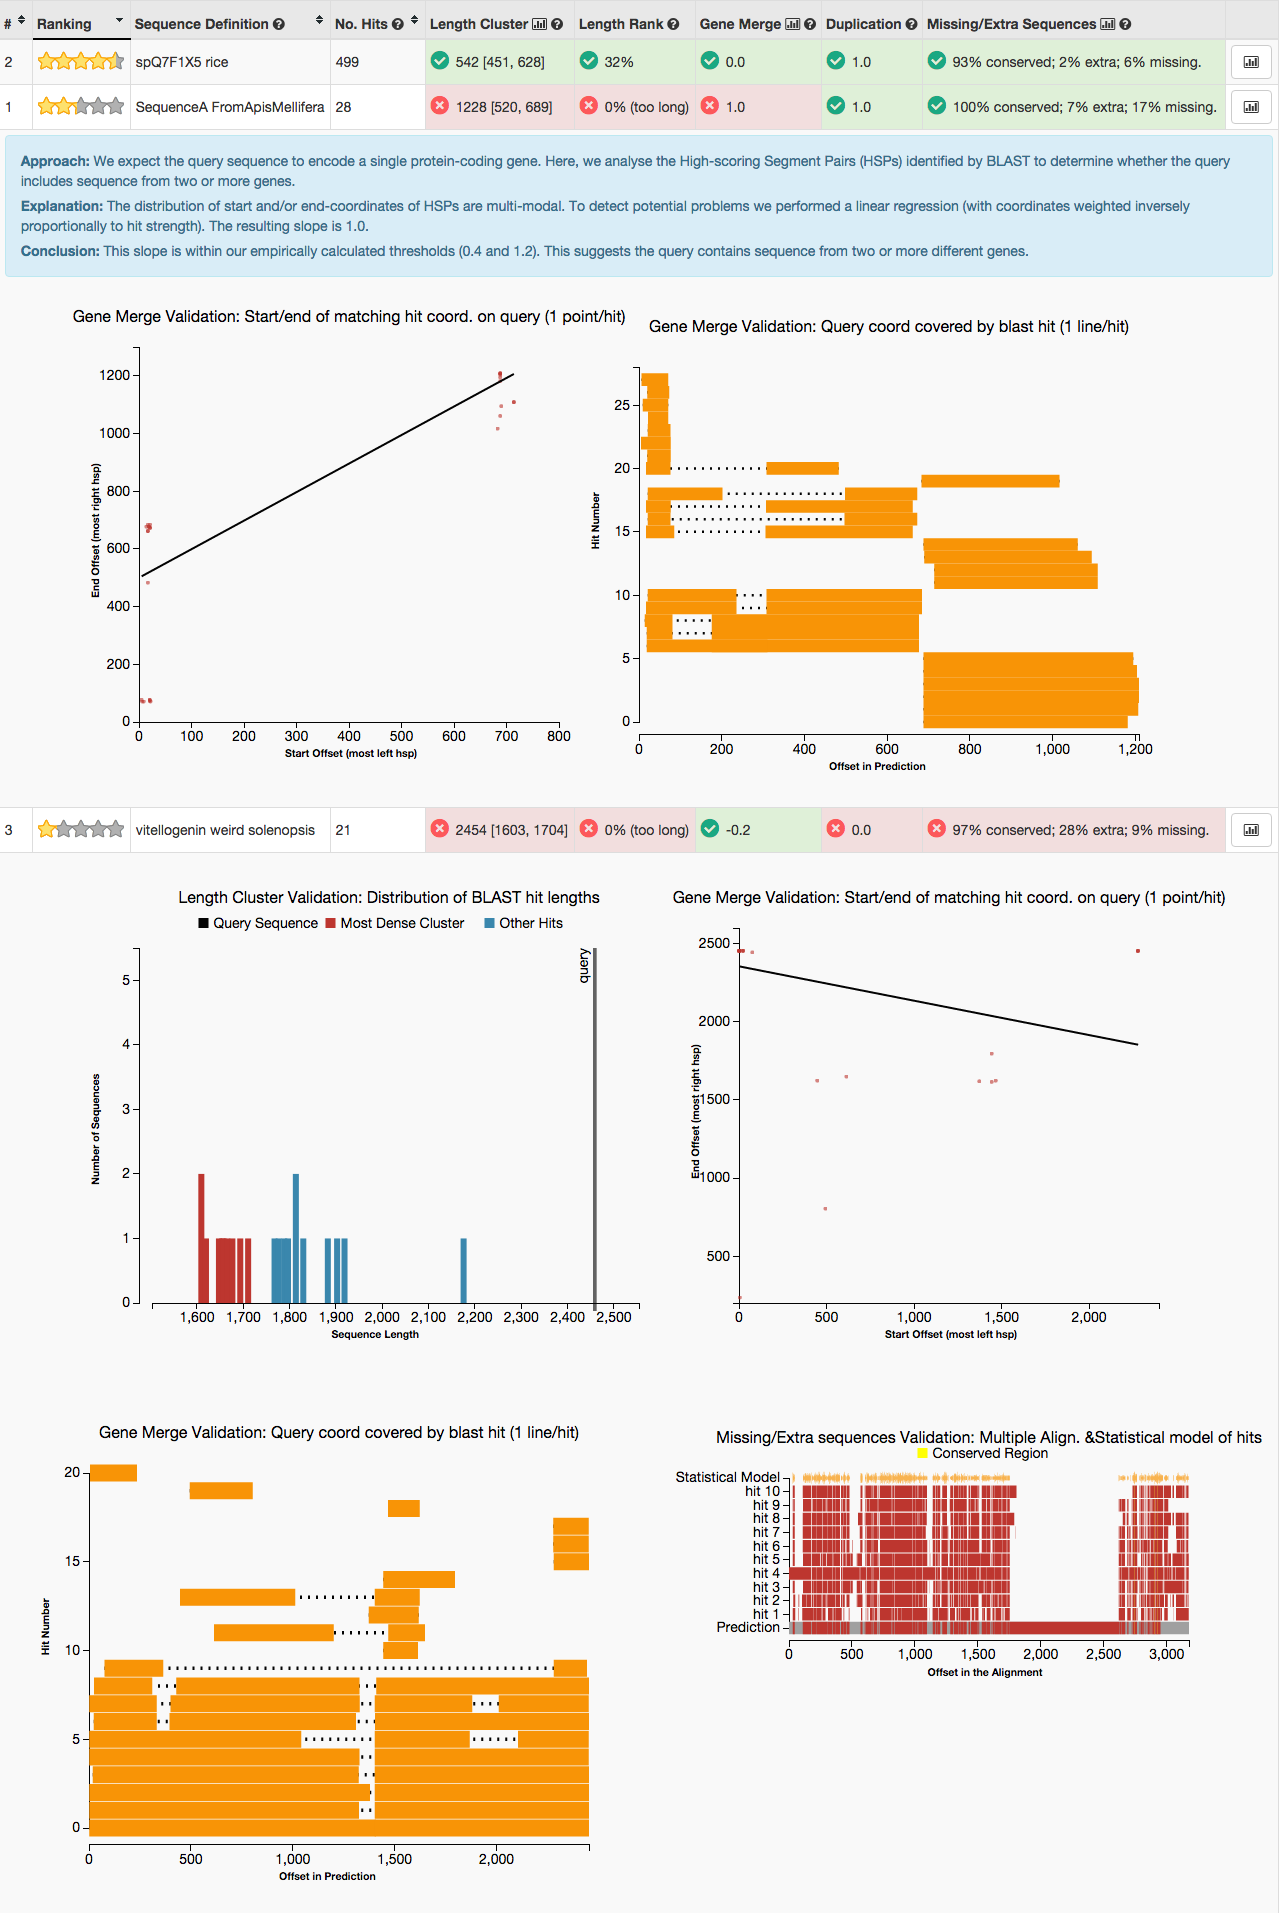 # Ranking Sequence Definition No. Hits Length Cluster Length Rank Gene Merge Duplication Missing/Extra Sequences
2 spQ7F1X5 rice 499 542 [451, 628] 32% 0.0 1.0 93% conserved; 2% extra; 6% missing.
1 SequenceA FromApisMellifera 28 1228 [520, 689] 0% (too long) 1.0 1.0 100% conserved; 7% extra; 17% missing.
Approach: We expect the query sequence to encode a single protein-coding gene. Here, we analyse the High-scoring Segment Pairs (HSPs) identified by BLAST to determine whether the query
includes sequence from two or more genes.
Explanation: The distribution of start and/or end-coordinates of HSPs are multi-modal. To detect potential problems we performed a linear regression (with coordinates weighted inversely
proportionally to hit strength). The resulting slope is 1.0.
Conclusion: This slope is within our empirically calculated thresholds (0.4 and 1.2). This suggests the query contains sequence from two or more different genes.
Gene Merge Validation: Start/end of matching hit coord. on query (1 point/hit)
1200
1000
800
600
400
200
0
End Offset (most right hsp)
0 100 200 300 400 500 600 700 800
Start Offset (most left hsp)
Gene Merge Validation: Query coord covered by blast hit (1 line/hit)
25
20
15
10
5
0
Hit Number
0 200 400 600 800 1,000 1,200
Offset in Prediction
3 vitellogenin weird solenopsis 21 2454 [1603, 1704] 0% (too long) -0.2 0.0 97% conserved; 28% extra; 9% missing.
Length Cluster Validation: Distribution of BLAST hit lengths
Query Sequence Most Dense Cluster Other Hits
query
5
4
3
2
1
0
Number of Sequences
1,600 1,700 1,800 1,900 2,000 2,100 2,200 2,300 2,400 2,500
Sequence Length
Gene Merge Validation: Start/end of matching hit coord. on query (1 point/hit)
2500
2000
1500
1000
500
End Offset (most right hsp)
0 500 1,000 1,500 2,000
Start Offset (most left hsp)
Gene Merge Validation: Query coord covered by blast hit (1 line/hit)
20
15
10
5
0
Hit Number
0 500 1,000 1,500 2,000
Offset in Prediction
Missing/Extra sequences Validation: Multiple Align. &Statistical model of hits
Conserved Region
Statistical Model
hit 10
hit 9
hit 8
hit 7
hit 6
hit 5
hit 4
hit 3
hit 2
hit 1
Prediction
0 500 1,000 1,500 2,000 2,500 3,000
Offset in the Alignment